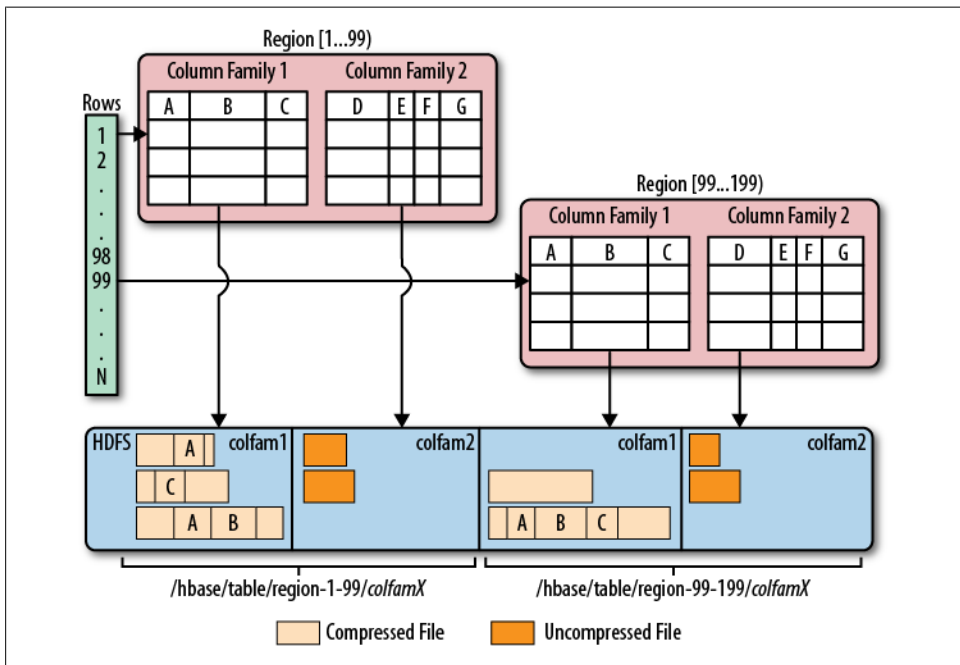 Region [1...99)
Column Family 1
Column Family 2
A B C
D E F G
Rows
1
2
.
.
.
98
99
.
.
.
N
Region [99...199)
Column Family 1
Column Family 2
A B C
D E F G
HDFS
colfam1
A
C
A B
colfam2
colfam1
A B C
colfam2
/hbase/table/region-1-99/colfamX
/hbase/table/region-99-199/colfamX
Compressed File
Uncompressed File